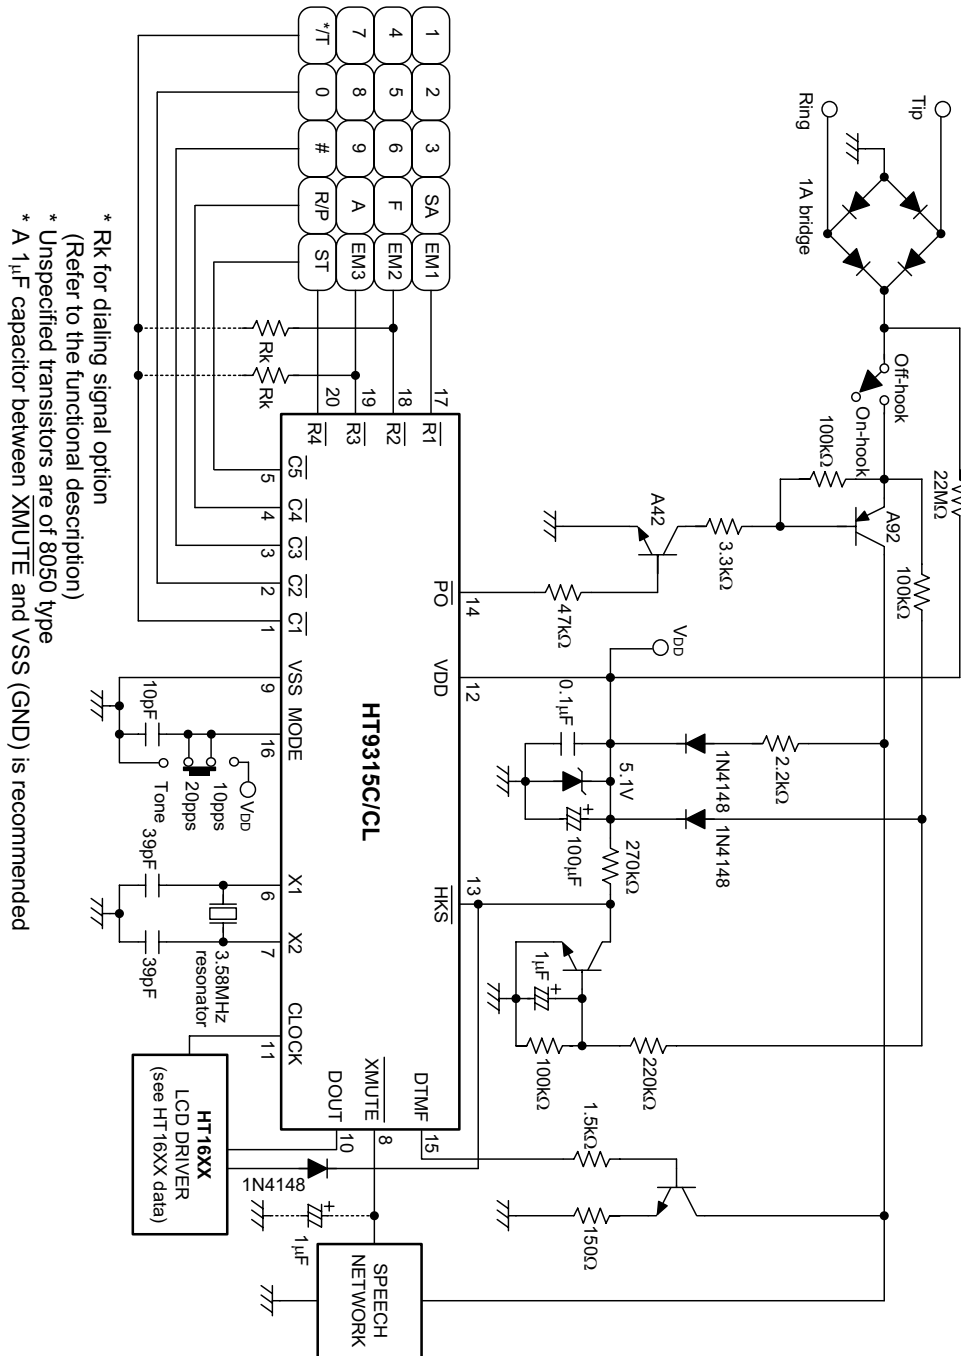 Tip
Ring
1A bridge
Off-hook
On-hook
22MΩ
100kΩ
A92
100kΩ
3.3kΩ
A42
47kΩ
VDD
0.1μF
5.1V
100μF
2.2kΩ
1N4148
1N4148
270kΩ
1μF
+
+
100kΩ
220kΩ
1.5kΩ
150Ω
1 2 3 SA EM1
4 5 6 F EM2
7 8 9 A EM3
*/T 0 # R/P ST
Rk
Rk
17 18 19 20
R1 R2 R3 R4
C5 C4 C3 C2 C1
5 4 3 2 1
14 12 13
PO VDD HKS
HT9315C/CL
VSS MODE X1 X2 CLOCK
9 16 6 7 11
DTMF XMUTE DOUT
15 8 10
10pF
Tone
20pps
10pps
VDD
39pF
39pF
3.58MHz
resonator
HT16XX
LCD DRIVER
(see HT16XX data)
1N4148
+
1μF
SPEECH
NETWORK
* Rk for dialing signal option
(Refer to the functional description)
* Unspecified transistors are of 8050 type
* A 1μF capacitor between XMUTE and VSS (GND) is recommended